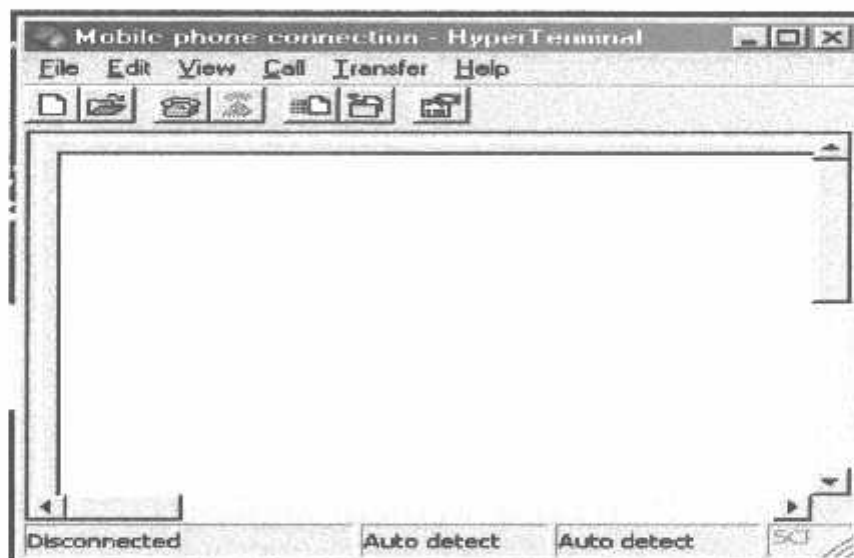 Mobile phone connection - HyperTerminal
File Edit View Call Transfer Help
Disconnected Auto detect Auto detect